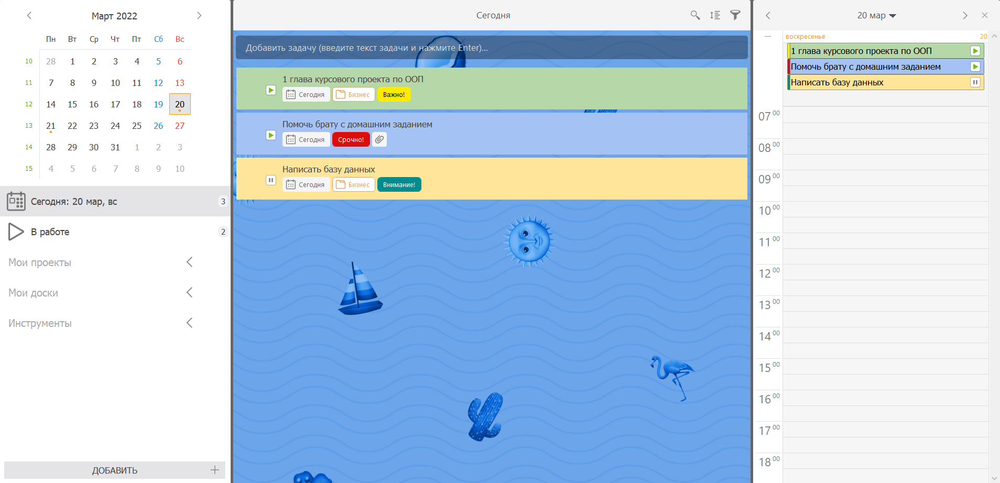 Март 2022
Пн Вт Ср Чт Пт Сб Вс
10 28 1 2 3 4 5 6
11 7 8 9 10 11 12 13
12 14 15 16 17 18 19 20
13 21 22 23 24 25 26 27
14 28 29 30 31 1 2 3
15 4 5 6 7 8 9 10
Сегодня: 20 мар, вс 3
В работе 2
Мои проекты
Мои доски
Инструменты
ДОБАВИТЬ
Сегодня
Добавить задачу (введите текст задачи и нажмите Enter)...
1 глава курсового проекта по ООП
Сегодня Бизнес Важно!
Помочь брату с домашним заданием
Сегодня Срочно!
Написать базу данных
Сегодня Бизнес Внимание!
20 мар
воскресенье 20
1 глава курсового проекта по ООП
Помочь брату с домашним заданием
Написать базу данных
07 00
08 00
09 00
10 00
11 00
12 00
13 00
14 00
15 00
16 00
17 00
18 00